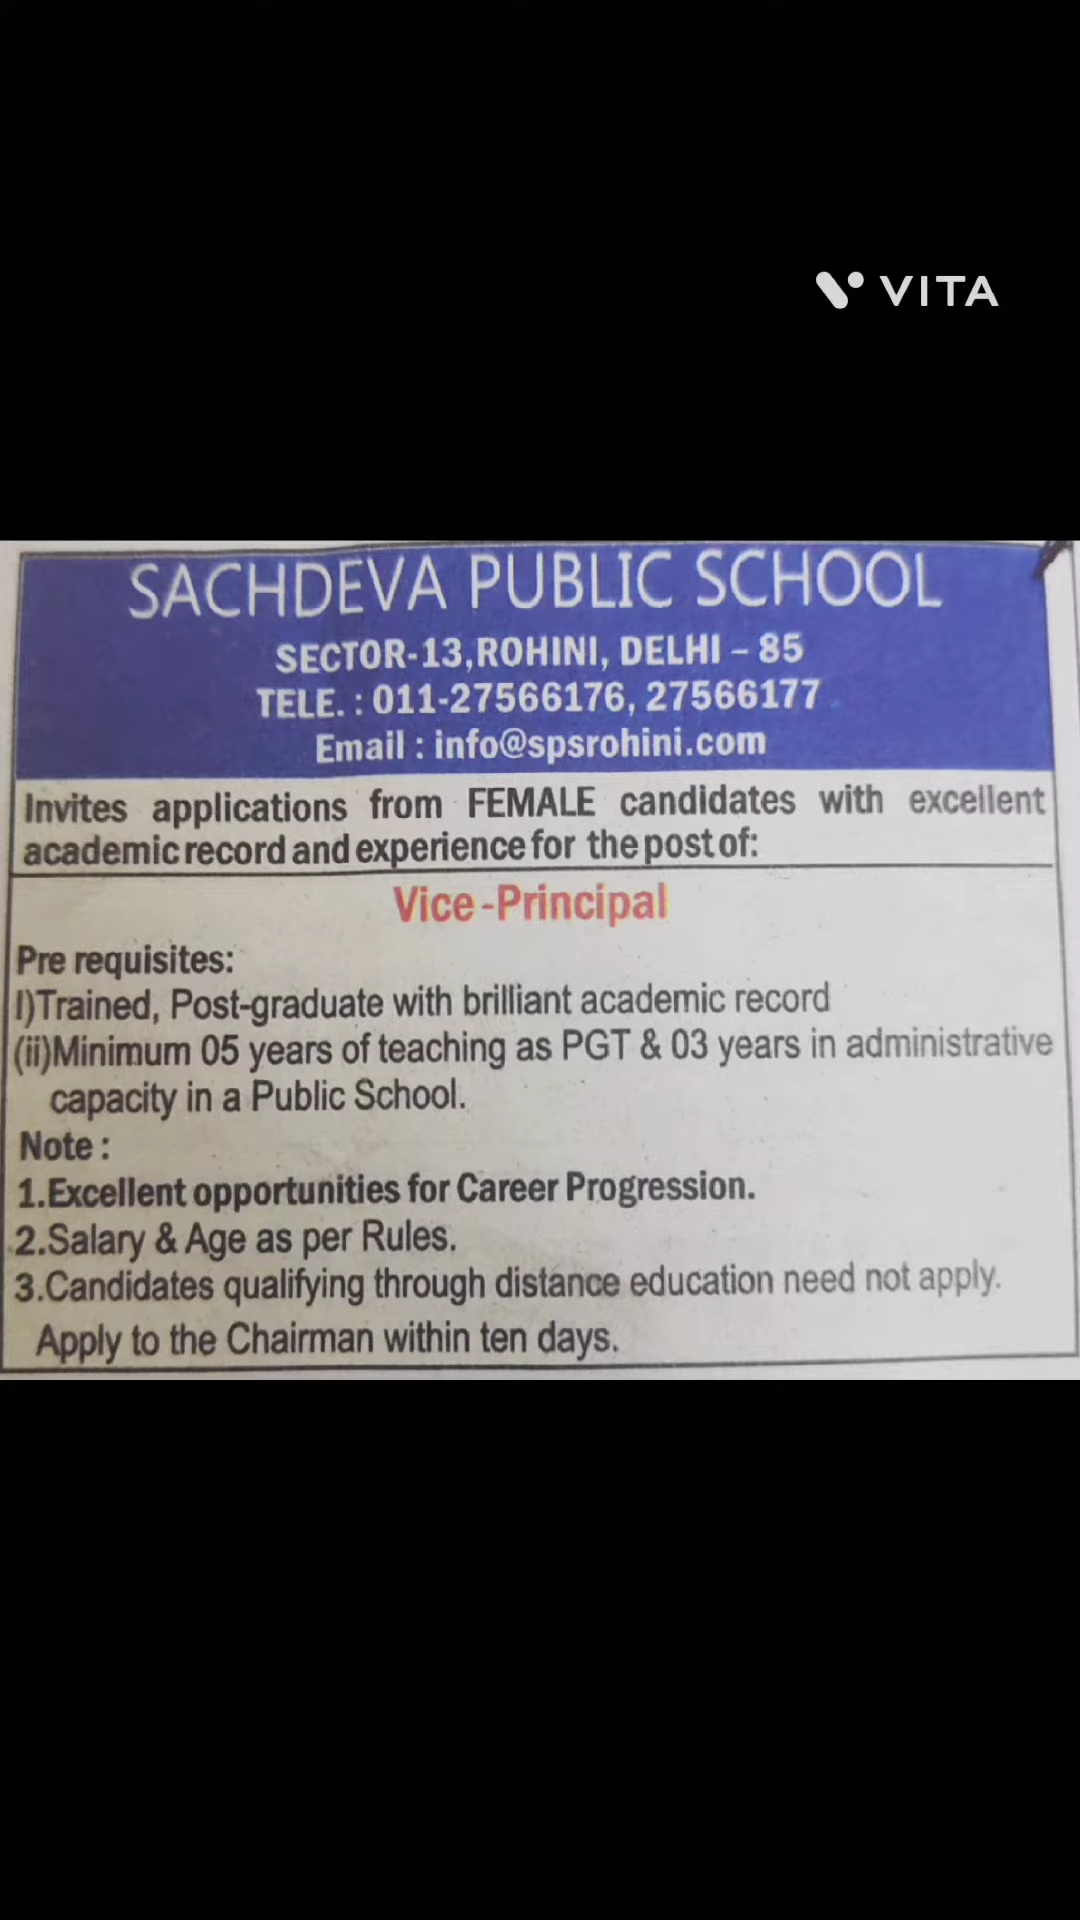 VITA
SACHDEVA PUBLIC SCHOOL
SECTOR-13,ROHINI, DELHI – 85
TELE. : 011-27566176, 27566177
Email : info@spsrohini.com
Invites applications from FEMALE candidates with excellent
academic record and experience for the post of:
Vice-Principal
Pre requisites:
I)Trained, Post-graduate with brilliant academic record
(ii)Minimum 05 years of teaching as PGT & 03 years in administrative
capacity in a Public School.
Note :
1.Excellent opportunities for Career Progression.
2.Salary & Age as per Rules.
3.Candidates qualifying through distance education need not apply.
Apply to the Chairman within ten days.